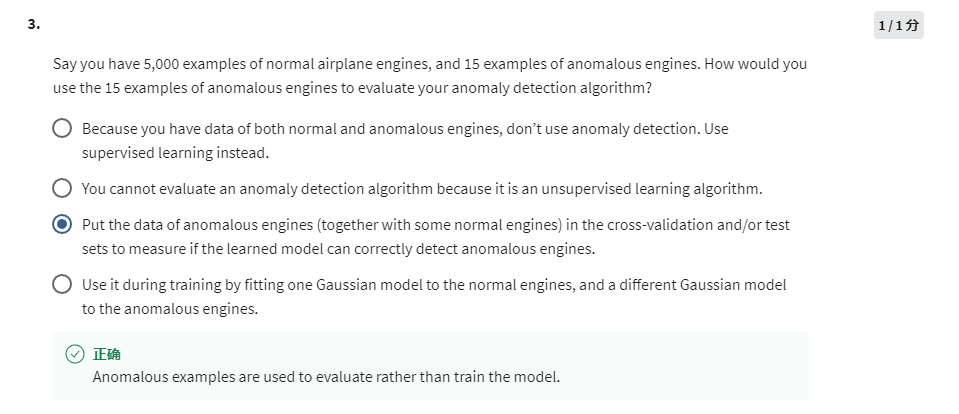 3.
1 / 1 分
Say you have 5,000 examples of normal airplane engines, and 15 examples of anomalous engines. How would you
use the 15 examples of anomalous engines to evaluate your anomaly detection algorithm?
Because you have data of both normal and anomalous engines, don’t use anomaly detection. Use
supervised learning instead.
You cannot evaluate an anomaly detection algorithm because it is an unsupervised learning algorithm.
Put the data of anomalous engines (together with some normal engines) in the cross-validation and/or test
sets to measure if the learned model can correctly detect anomalous engines.
Use it during training by fitting one Gaussian model to the normal engines, and a different Gaussian model
to the anomalous engines.
正确
Anomalous examples are used to evaluate rather than train the model.